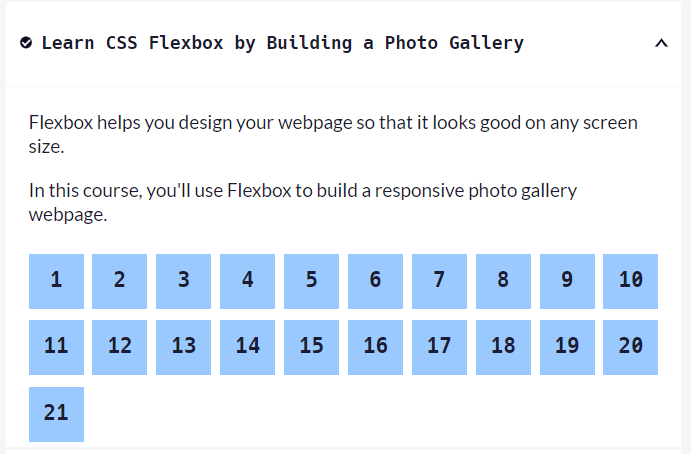 Learn CSS Flexbox by Building a Photo Gallery
Flexbox helps you design your webpage so that it looks good on any screen
size.
In this course, you'll use Flexbox to build a responsive photo gallery
webpage.
1 2 3 4 5 6 7 8 9 10
11 12 13 14 15 16 17 18 19 20
21